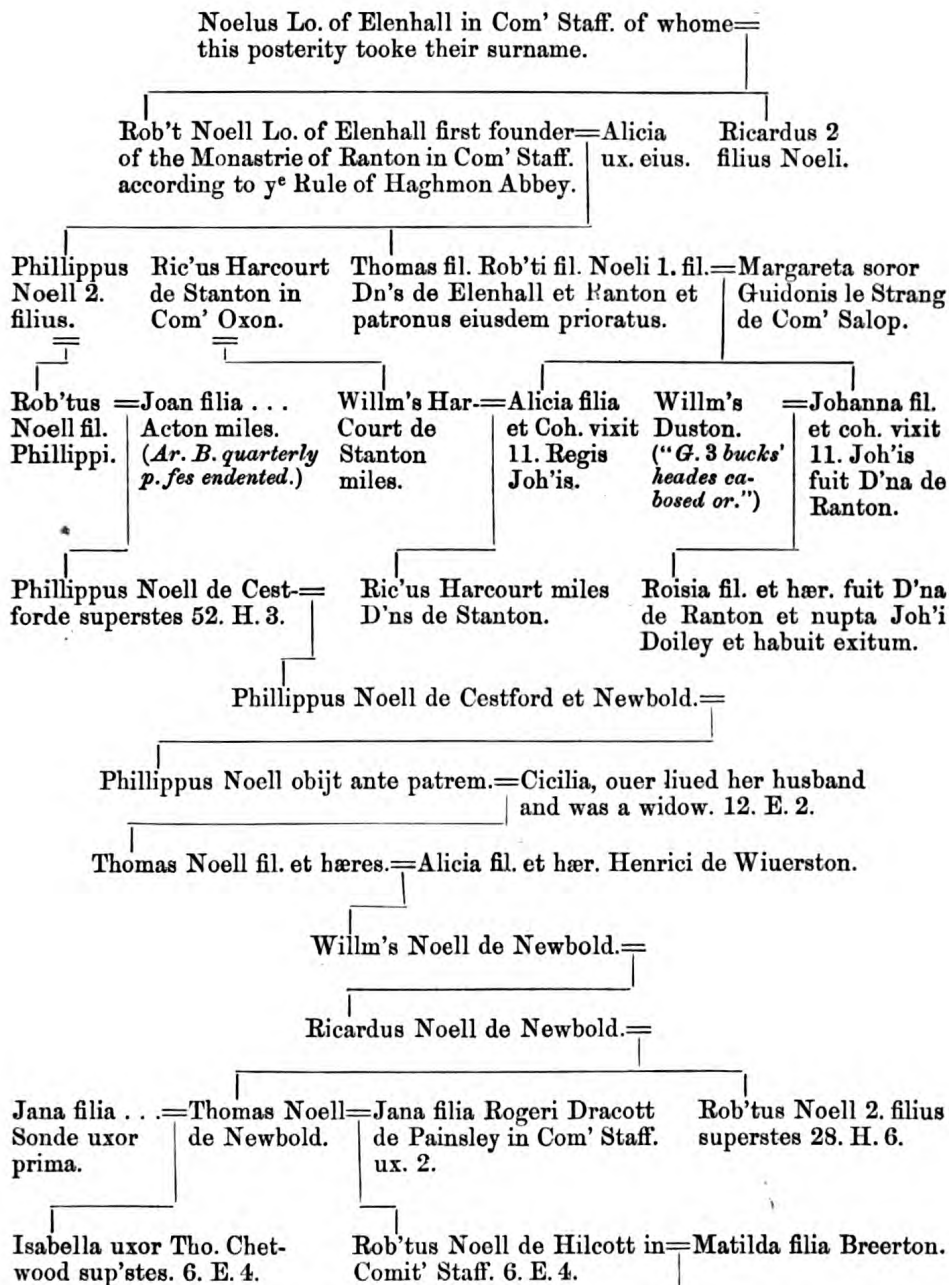 Noelus Lo. of Elenhall in Com' Staff. of whome=
this posterity tooke their surname.
Rob't Noell Lo. of Elenhall first founder=Alicia
of the Monastrie of Ranton in Com' Staff. ux. eius.
according to yᵉ Rule of Haghmon Abbey.
Ricardus 2
filius Noeli.
Phillippus
Noell 2.
filius.
Ric'us Harcourt
de Stanton in
Com' Oxon.
Thomas fil. Rob'ti fil. Noeli 1. fil.=Margareta soror
Dn's de Elenhall et Ranton et Guidonis le Strang
patronus eiusdem prioratus. de Com' Salop.
Rob'tus =Joan filia . . .
Noell fil. Acton miles.
Phillippi. (Ar. B. quarterly
p. fes endented.)
Willm's Har-=Alicia filia
Court de et Coh. vixit
Stanton 11. Regis
miles. Joh'is.
Willm's =Johanna fil.
Duston. et coh. vixit
("G. 3 bucks' 11. Joh'is
heades ca- fuit D'na de
bosed or.") Ranton.
Phillippus Noell de Cest-=
forde superstes 52. H. 3.
Ric'us Harcourt miles
D'ns de Stanton.
Roisia fil. et hær. fuit D'na
de Ranton et nupta Joh'i
Doiley et habuit exitum.
Phillippus Noell de Cestford et Newbold.=
Phillippus Noell obijt ante patrem.=Cicilia, ouer liued her husband
and was a widow. 12. E. 2.
Thomas Noell fil. et hæres.=Alicia fil. et hær. Henrici de Wiuerston.
Willm's Noell de Newbold.=
Ricardus Noell de Newbold.=
Jana filia . . .=Thomas Noell=Jana filia Rogeri Dracott
Sonde uxor de Newbold. de Painsley in Com' Staff.
prima. ux. 2.
Rob'tus Noell 2. filius
superstes 28. H. 6.
Isabella uxor Tho. Chet-
wood sup'stes. 6. E. 4.
Rob'tus Noell de Hilcott in=Matilda filia Breerton.
Comit' Staff. 6. E. 4.